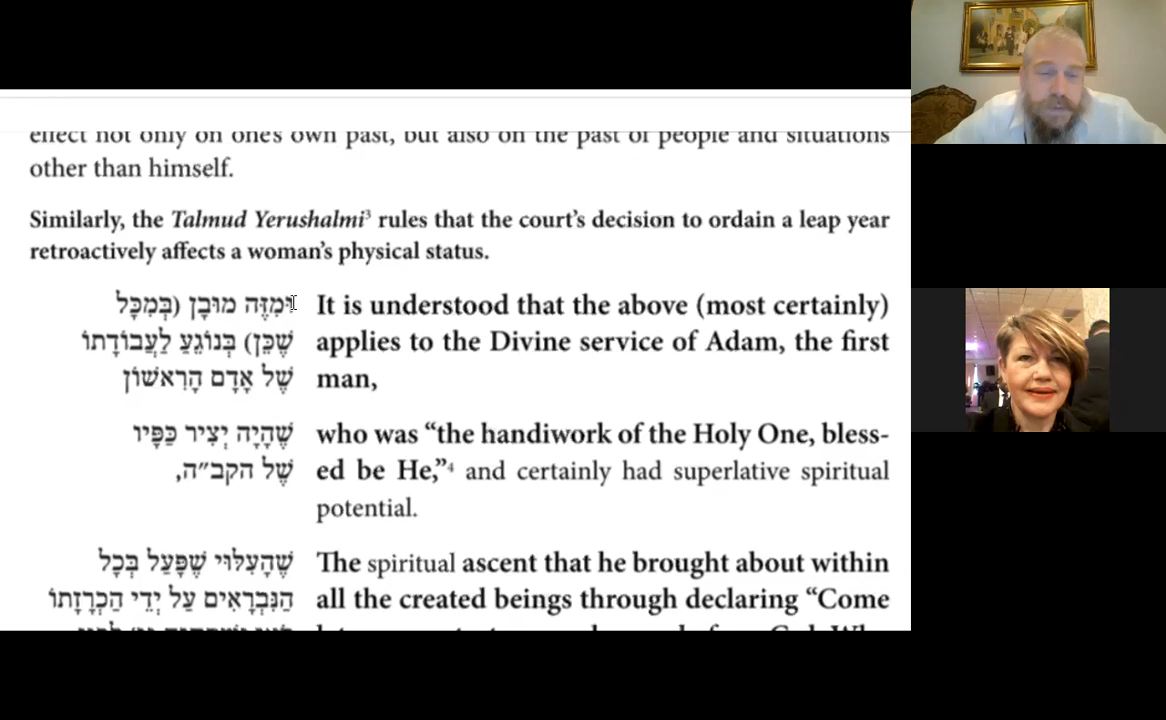 effect not only on one's own past, but also on the past of people and situations
other than himself.
Similarly, the Talmud Yerushalmi³ rules that the court's decision to ordain a leap year
retroactively affects a woman's physical status.
וּמִזֶּה מוּבָן (בְּמִכָּל
שֶׁכֵּן) בְּנוֹגֵעַ לַעֲבוֹדָתוֹ
שֶׁל אָדָם הָרִאשׁוֹן
It is understood that the above (most certainly)
applies to the Divine service of Adam, the first
man,
שֶׁהָיָה יְצִיר כַּפָּיו
שֶׁל הקב״ה,
who was “the handiwork of the Holy One, bless-
ed be He,”⁴ and certainly had superlative spiritual
potential.
שֶׁהָעִלּוּי שֶׁפָּעַל בְּכָל
הַנִּבְרָאִים עַל יְדֵי הַכְרָזָתוֹ
The spiritual ascent that he brought about within
all the created beings through declaring “Come